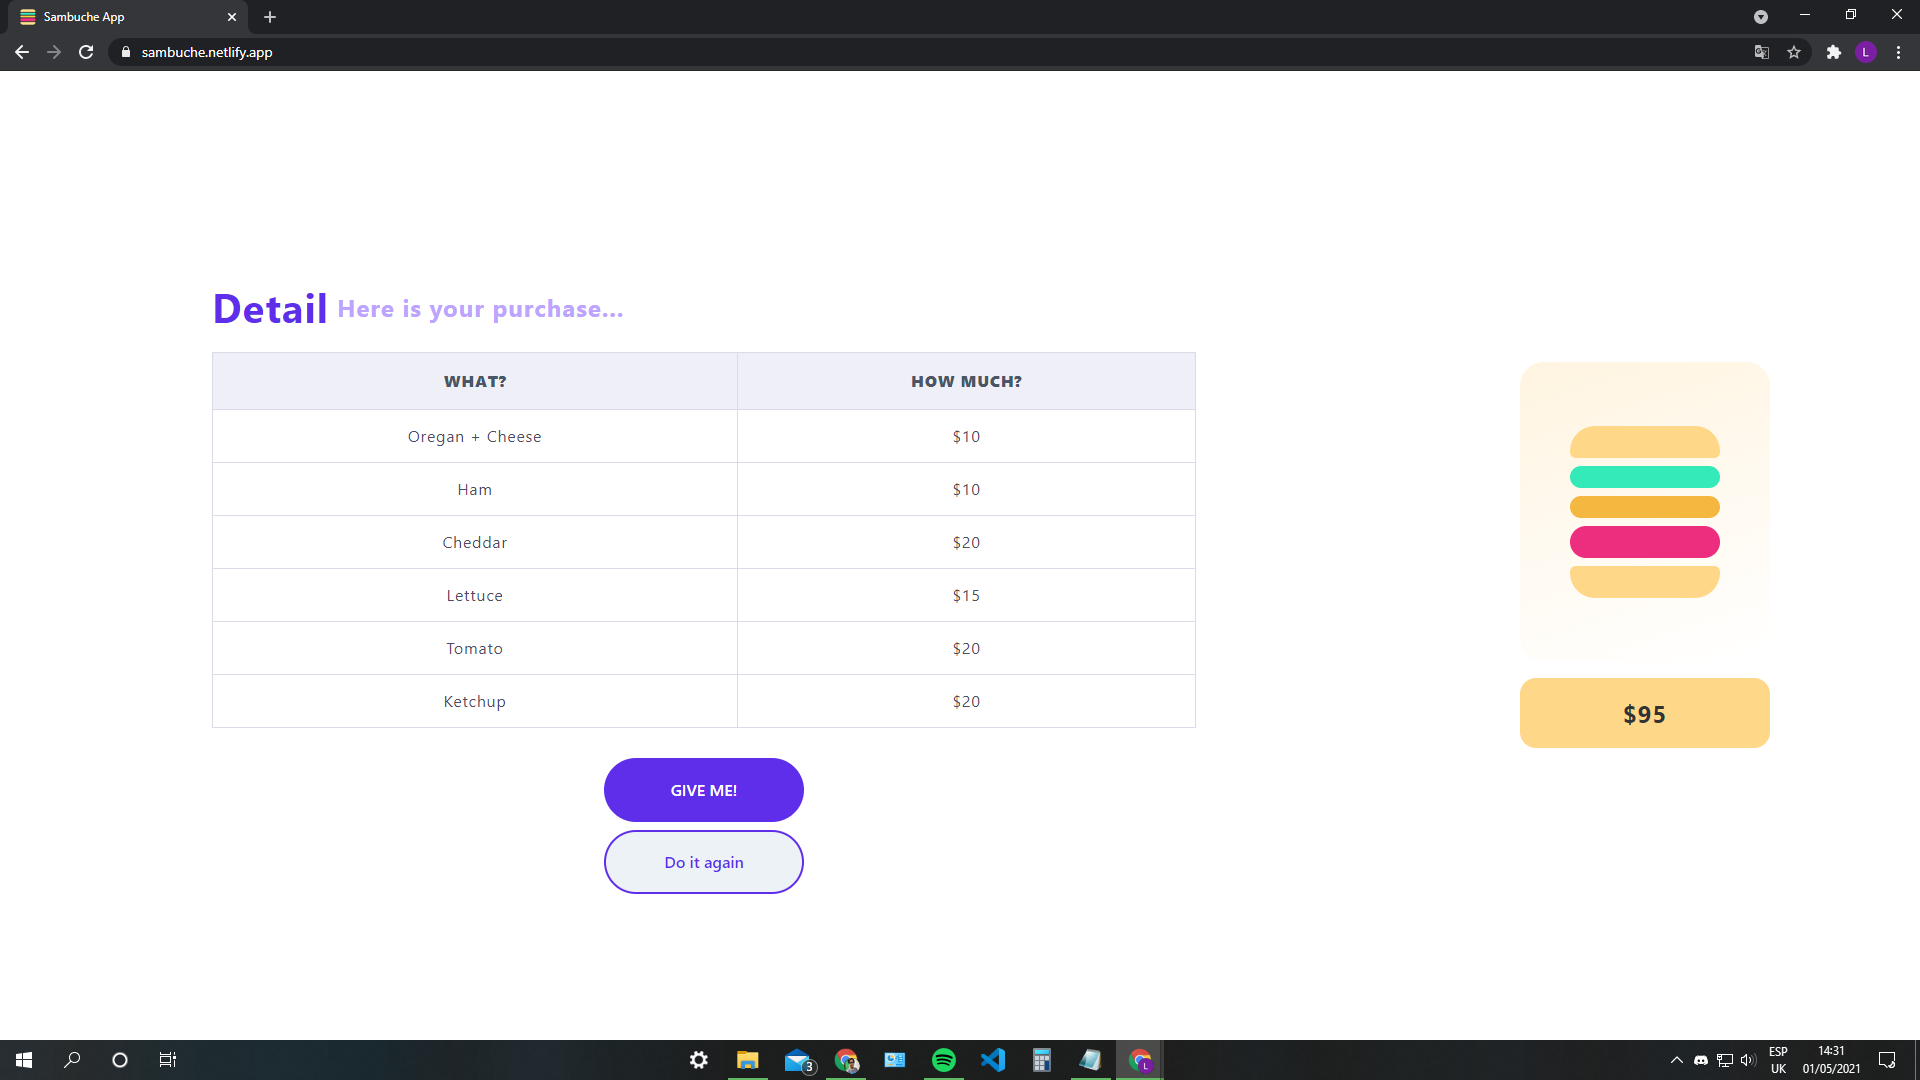 Sambuche App
sambuche.netlify.app
L
Detail Here is your purchase...
WHAT? HOW MUCH?
Oregan + Cheese $10
Ham $10
Cheddar $20
Lettuce $15
Tomato $20
Ketchup $20
$95
GIVE ME!
Do it again
3
L
ESP
UK
14:31
01/05/2021